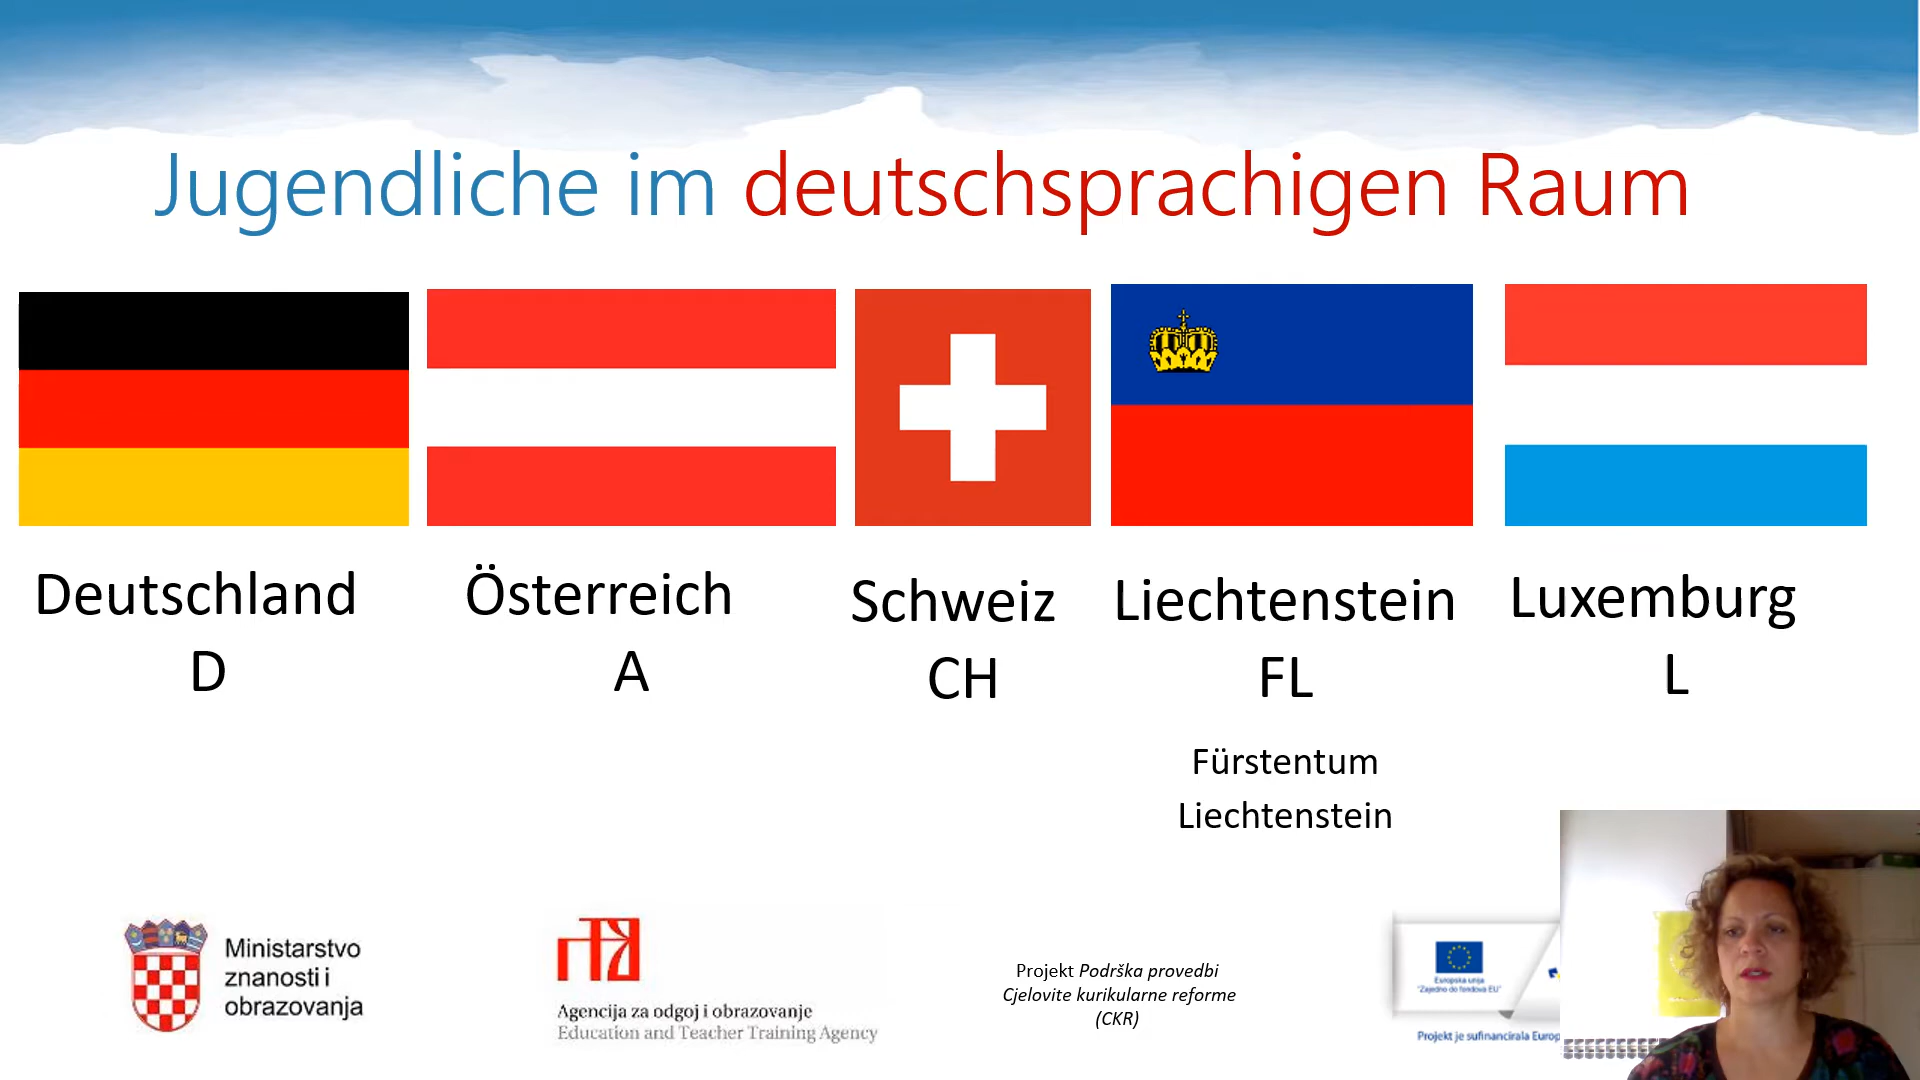 Jugendliche im deutschsprachigen Raum
Deutschland
D
Österreich
A
Schweiz
CH
Liechtenstein
FL
Fürstentum
Liechtenstein
Luxemburg
L
Ministarstvo
znanosti i
obrazovanja
Agencija za odgoj i obrazovanje
Education and Teacher Training Agency
Projekt Podrška provedbi
Cjelovite kurikularne reforme
(CKR)
Europska unija
"Zajedno do fondova EU"
Projekt je sufinancirala Europ